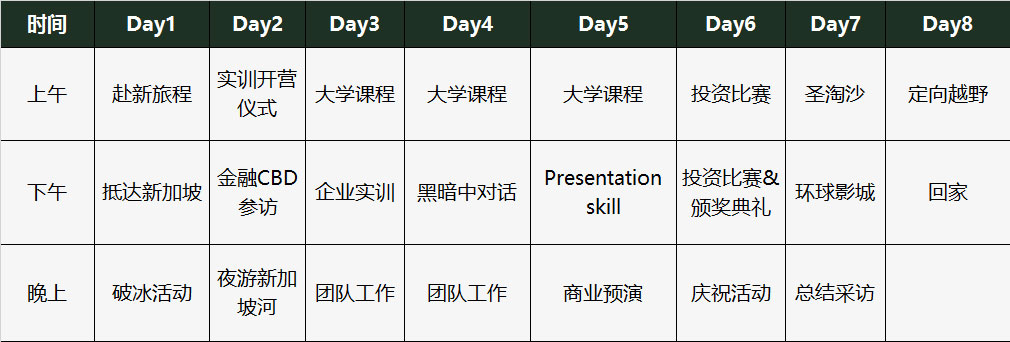 时间 Day1 Day2 Day3 Day4 Day5 Day6 Day7 Day8
上午 赴新旅程 实训开营仪式 大学课程 大学课程 大学课程 投资比赛 圣淘沙 定向越野
下午 抵达新加坡 金融CBD参访 企业实训 黑暗中对话 Presentation skill 投资比赛&颁奖典礼 环球影城 回家
晚上 破冰活动 夜游新加坡河 团队工作 团队工作 商业预演 庆祝活动 总结采访